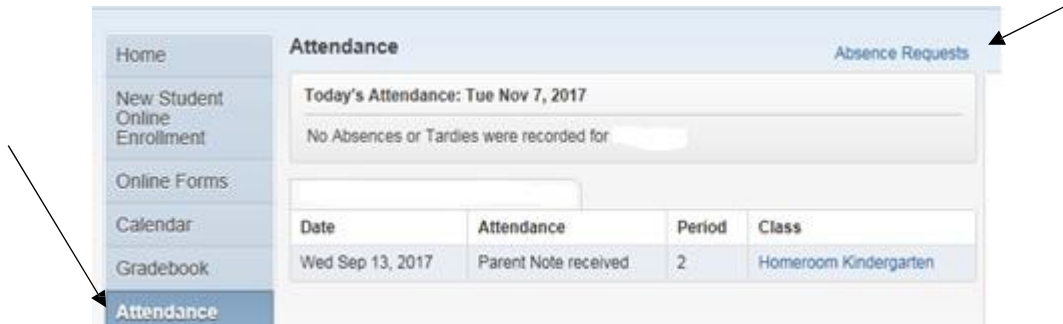 Home
New Student
Online
Enrollment
Online Forms
Calendar
Gradebook
Attendance
Attendance
Absence Requests
Today's Attendance: Tue Nov 7, 2017
No Absences or Tardies were recorded for
Date Attendance Period Class
Wed Sep 13, 2017 Parent Note received 2 Homeroom Kindergarten